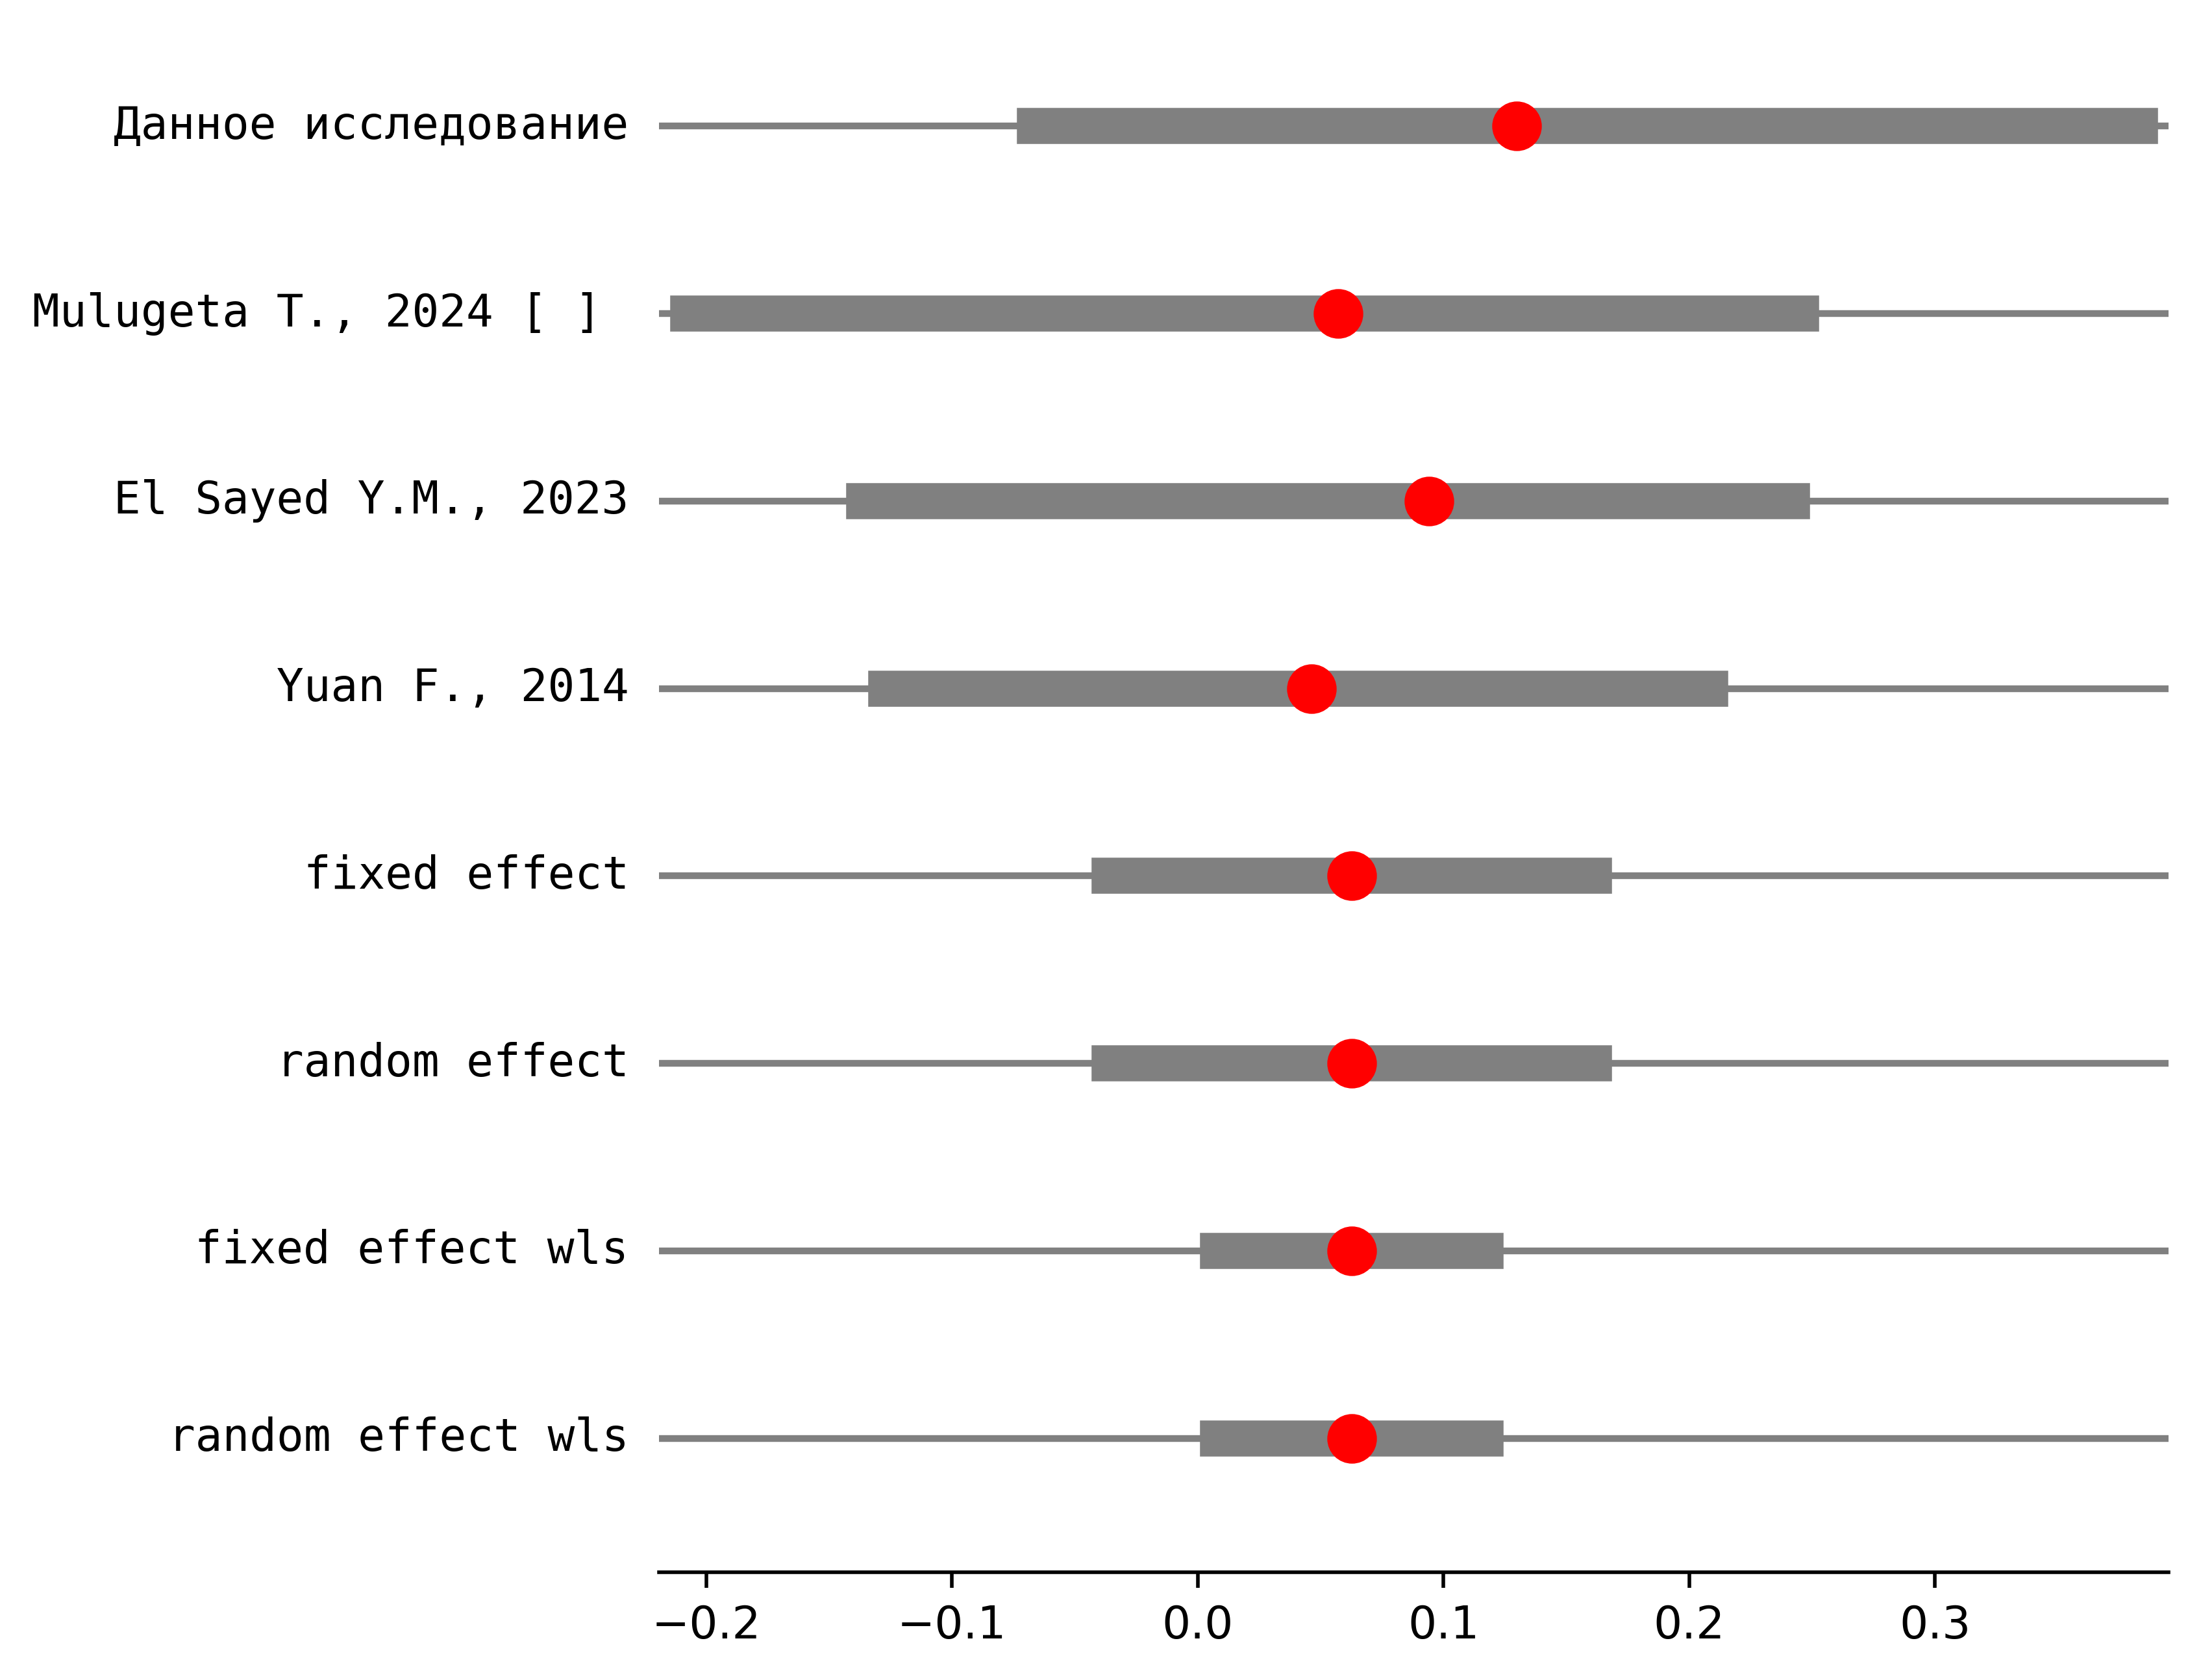 Данное исследование
Mulugeta T., 2024 [ ]
El Sayed Y.M., 2023
Yuan F., 2014
fixed effect
random effect
fixed effect wls
random effect wls
−0.2 −0.1 0.0 0.1 0.2 0.3